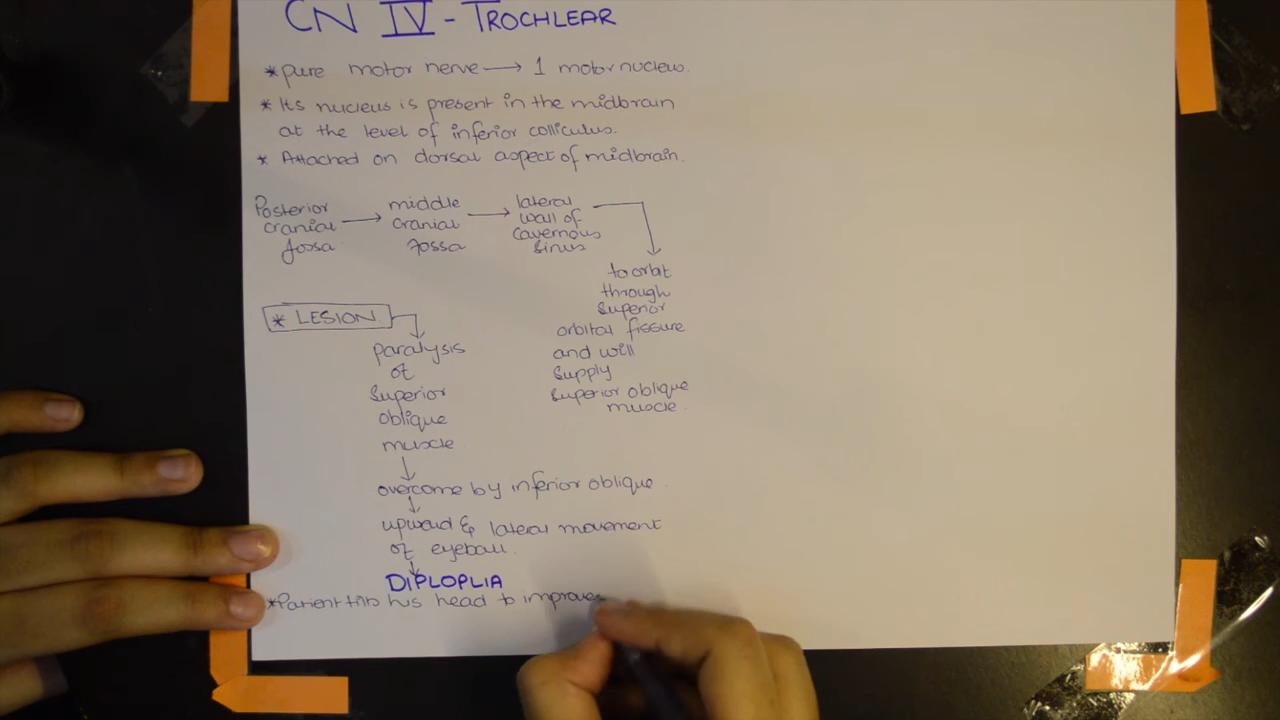 CN IV - TROCHLEAR
* pure motor nerve → 1 motor nucleus.
* Its nucleus is present in the midbrain
at the level of inferior colliculus.
* Attached on dorsal aspect of midbrain.
Posterior
cranial
fossa
→ middle
cranial
fossa
→ lateral
wall of
cavernous
sinus
to orbit
through
superior
orbital fissure
and will
supply
superior oblique
muscle.
* LESION
paralysis
of
superior
oblique
muscle
↓
overcome by inferior oblique.
↓
upward & lateral movement
of eyeball.
↓
DIPLOPLIA
* Patient tilts his head to improve